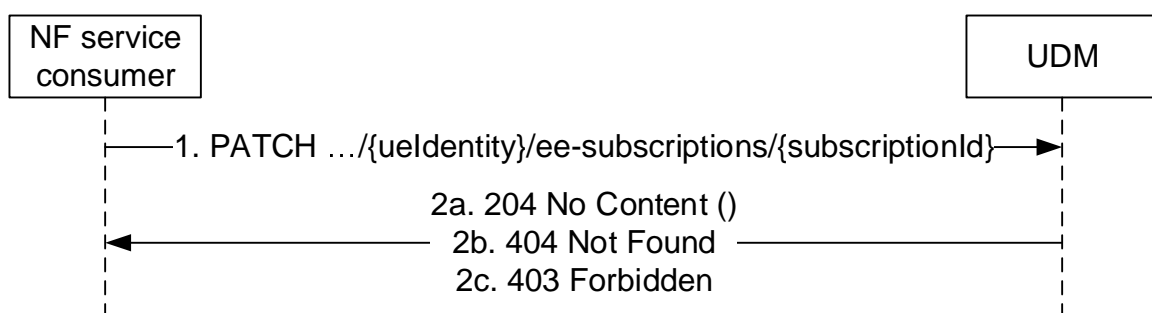 NF service
consumer
UDM
1. PATCH …/{ueIdentity}/ee-subscriptions/{subscriptionId}
2a. 204 No Content ()
2b. 404 Not Found
2c. 403 Forbidden